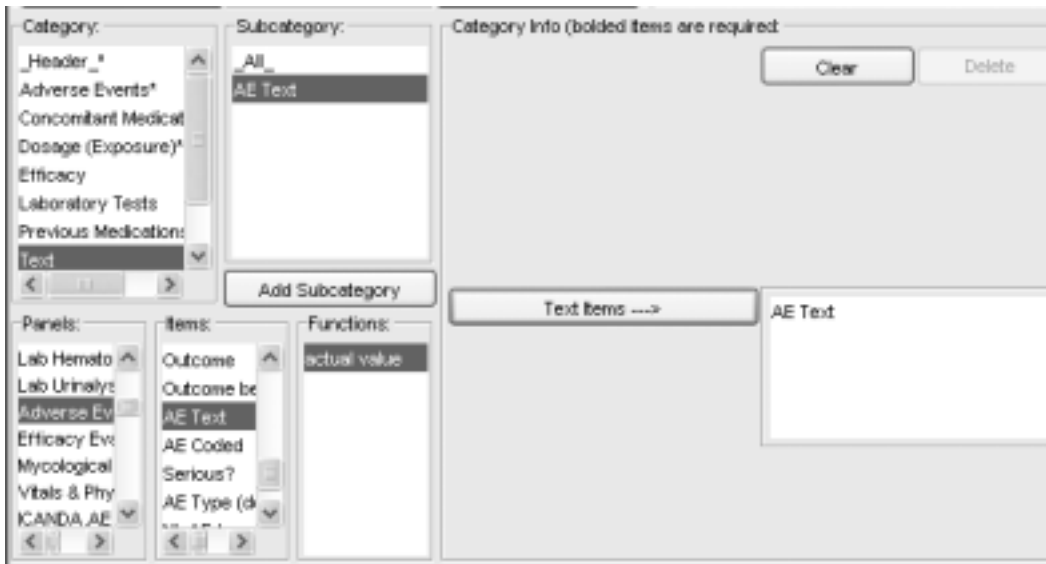 Category:
_Header_*
Adverse Events*
Concomitant Medicat
Dosage (Exposure)*
Efficacy
Laboratory Tests
Previous Medications
Text
Subcategory:
_All_
AE Text
Add Subcategory
Category Info (bolded items are required
Clear
Delete
Text Items ---->
AE Text
Panels:
Lab Hemato
Lab Urinalys
Adverse Ev
Efficacy Eva
Mycological
Vitals & Phy
ICANDA AE
Items:
Outcome
Outcome be
AE Text
AE Coded
Serious?
AE Type (de
Functions:
actual value